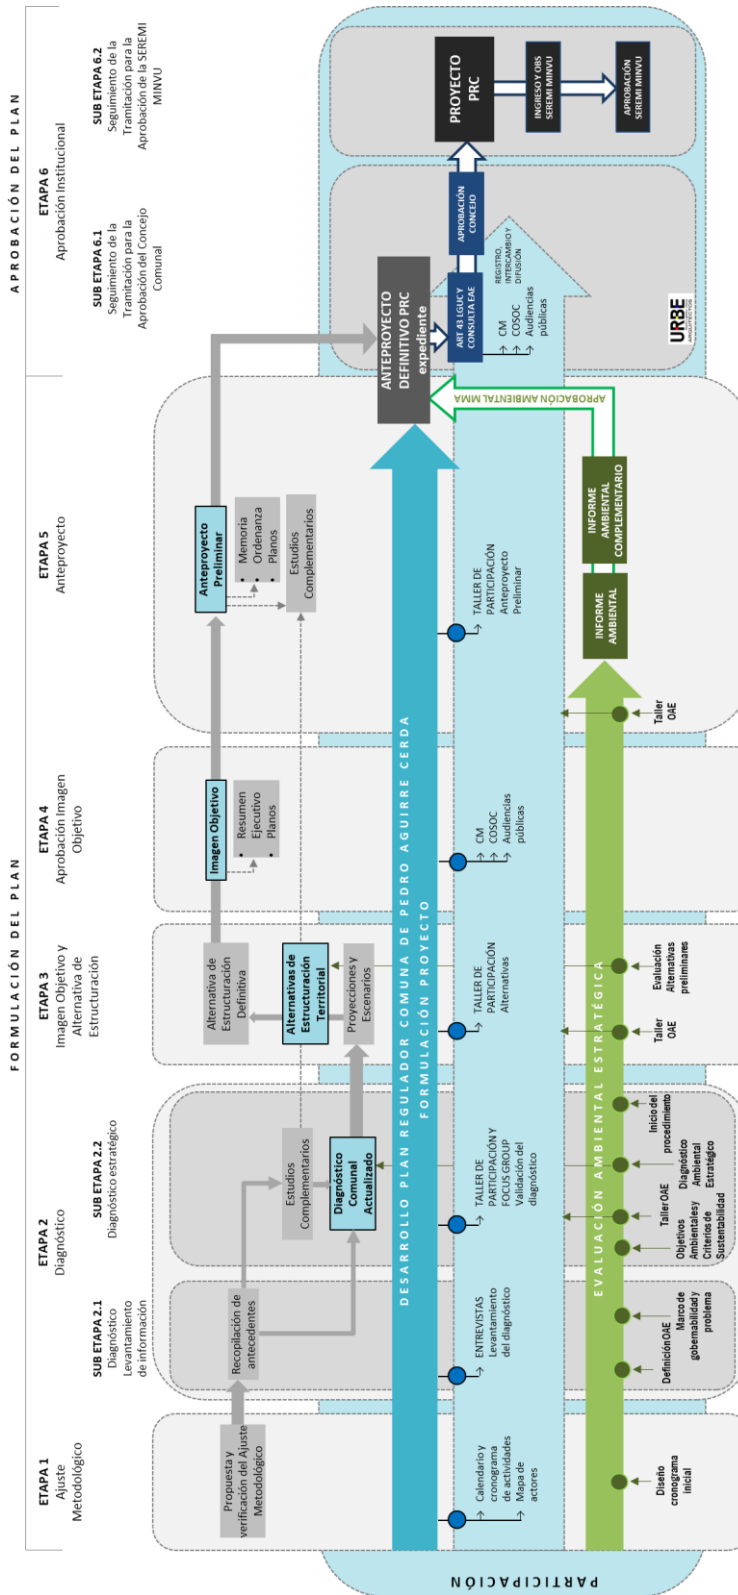 FORMULACIÓN DEL PLAN
APROBACIÓN DEL PLAN
ETAPA 1
Ajuste
Metodológico
ETAPA 2
Diagnóstico
SUB ETAPA 2.1
Diagnóstico
Levantamiento
de información
SUB ETAPA 2.2
Diagnóstico estratégico
ETAPA 3
Imagen Objetivo y
Alternativa de
Estructuración
ETAPA 4
Aprobación Imagen
Objetivo
ETAPA 5
Anteproyecto
ETAPA 6
Aprobación Institucional
SUB ETAPA 6.1
Seguimiento de la
Tramitación para la
Aprobación del Concejo
Comunal
SUB ETAPA 6.2
Seguimiento de la
Tramitación para la
Aprobación de la SEREMI
MINVU
Propuesta y
verificación del Ajuste
Metodológico
Recopilación de
antecedentes
Estudios
Complementarios
Diagnóstico
Comunal
Actualizado
Alternativa de
Estructuración
Definitiva
Alternativas de
Estructuración
Territorial
Proyecciones y
Escenarios
Imagen Objetivo
• Resumen
Ejecutivo
• Planos
Anteproyecto
Preliminar
• Memoria
Ordenanza
• Planos
Estudios
Complementarios
ANTEPROYECTO
DEFINITIVO PRC
expediente
ART 43 LGUC Y
CONSULTA EAE
APROBACIÓN
CONCEJO
PROYECTO
PRC
INGRESO Y OBS
SEREMI MINVU
APROBACIÓN
SEREMI MINVU
DESARROLLO PLAN REGULADOR COMUNA DE PEDRO AGUIRRE CERDA
FORMULACIÓN PROYECTO
PARTICIPACIÓN
Calendario y
cronograma
de actividades
Mapa de
actores
ENTREVISTAS
Levantamiento
del diagnóstico
TALLER DE
PARTICIPACIÓN Y
FOCUS GROUP
Validación del
diagnóstico
TALLER DE
PARTICIPACIÓN
Alternativas
CM
COSOC
Audiencias
públicas
TALLER DE
PARTICIPACIÓN
Anteproyecto
Preliminar
CM
COSOC
Audiencias
públicas
REGISTRO,
INTERCAMBIO Y
DIFUSIÓN
EVALUACIÓN AMBIENTAL ESTRATÉGICA
INFORME
AMBIENTAL
INFORME
AMBIENTAL
COMPLEMENTARIO
APROBACIÓN AMBIENTAL MMA
Diseño
cronograma
inicial
Definición OAE
Marco de
gobernabilidad y
problema
Objetivos
Ambientales y
Criterios de
Sustentabilidad
Taller OAE
Diagnóstico
Ambiental
Estratégico
Inicio del
procedimiento
Taller
OAE
Evaluación
Alternativas
preliminares
Taller
OAE
URBE
ARQUITECTOS